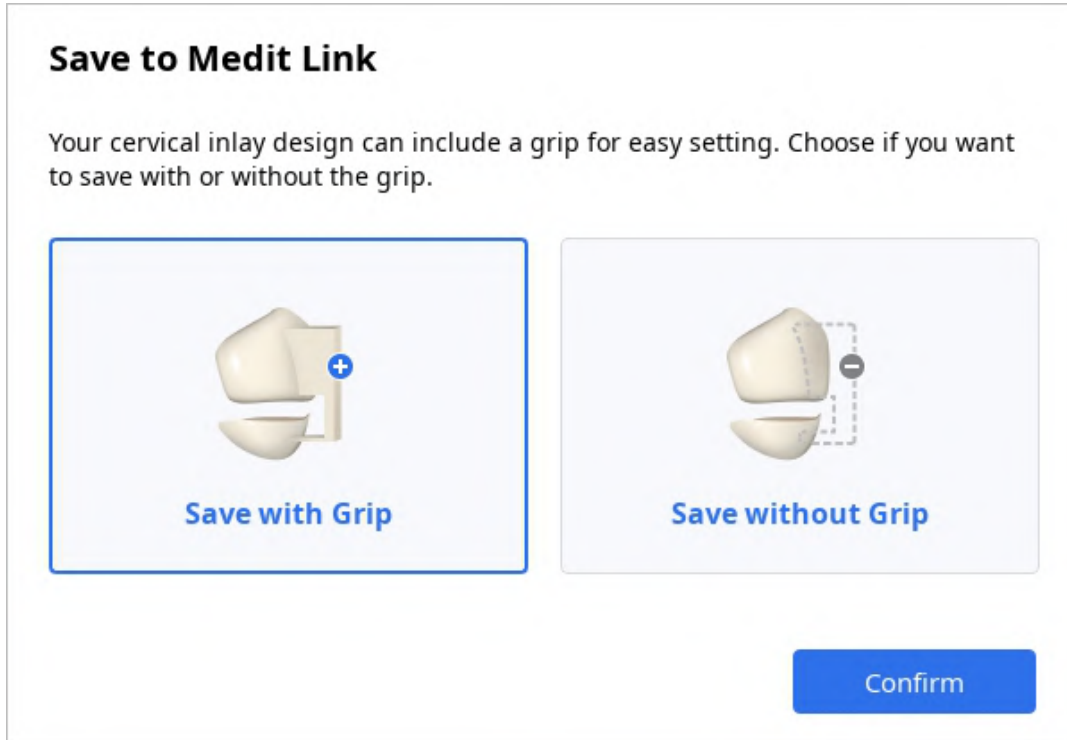 Save to Medit Link
Your cervical inlay design can include a grip for easy setting. Choose if you want
to save with or without the grip.
Save with Grip
Save without Grip
Confirm